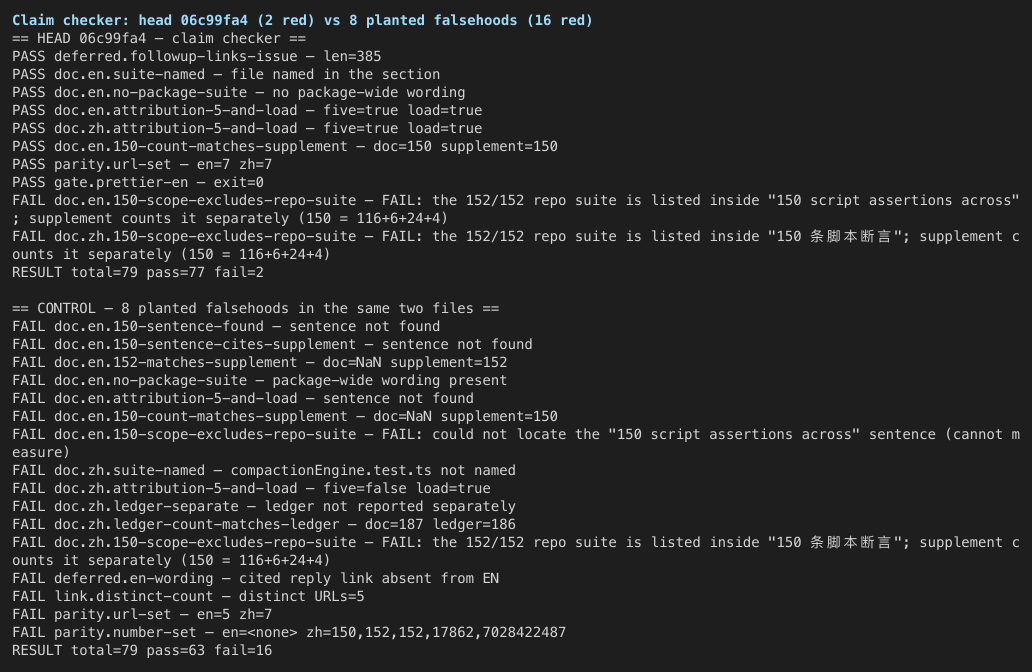 Claim checker: head 06c99fa4 (2 red) vs 8 planted falsehoods (16 red)
== HEAD 06c99fa4 — claim checker ==
PASS deferred.followup-links-issue — len=385
PASS doc.en.suite-named — file named in the section
PASS doc.en.no-package-suite — no package-wide wording
PASS doc.en.attribution-5-and-load — five=true load=true
PASS doc.zh.attribution-5-and-load — five=true load=true
PASS doc.en.150-count-matches-supplement — doc=150 supplement=150
PASS parity.url-set — en=7 zh=7
PASS gate.prettier-en — exit=0
FAIL doc.en.150-scope-excludes-repo-suite — FAIL: the 152/152 repo suite is listed inside "150 script assertions across"
; supplement counts it separately (150 = 116+6+24+4)
FAIL doc.zh.150-scope-excludes-repo-suite — FAIL: the 152/152 repo suite is listed inside "150 条脚本断言"; supplement c
ounts it separately (150 = 116+6+24+4)
RESULT total=79 pass=77 fail=2

== CONTROL — 8 planted falsehoods in the same two files ==
FAIL doc.en.150-sentence-found — sentence not found
FAIL doc.en.150-sentence-cites-supplement — sentence not found
FAIL doc.en.152-matches-supplement — doc=NaN supplement=152
FAIL doc.en.no-package-suite — package-wide wording present
FAIL doc.en.attribution-5-and-load — sentence not found
FAIL doc.en.150-count-matches-supplement — doc=NaN supplement=150
FAIL doc.en.150-scope-excludes-repo-suite — FAIL: could not locate the "150 script assertions across" sentence (cannot m
easure)
FAIL doc.zh.suite-named — compactionEngine.test.ts not named
FAIL doc.zh.attribution-5-and-load — five=false load=true
FAIL doc.zh.ledger-separate — ledger not reported separately
FAIL doc.zh.ledger-count-matches-ledger — doc=187 ledger=186
FAIL doc.zh.150-scope-excludes-repo-suite — FAIL: the 152/152 repo suite is listed inside "150 条脚本断言"; supplement c
ounts it separately (150 = 116+6+24+4)
FAIL deferred.en-wording — cited reply link absent from EN
FAIL link.distinct-count — distinct URLs=5
FAIL parity.url-set — en=5 zh=7
FAIL parity.number-set — en=<none> zh=150,152,152,17862,7028422487
RESULT total=79 pass=63 fail=16